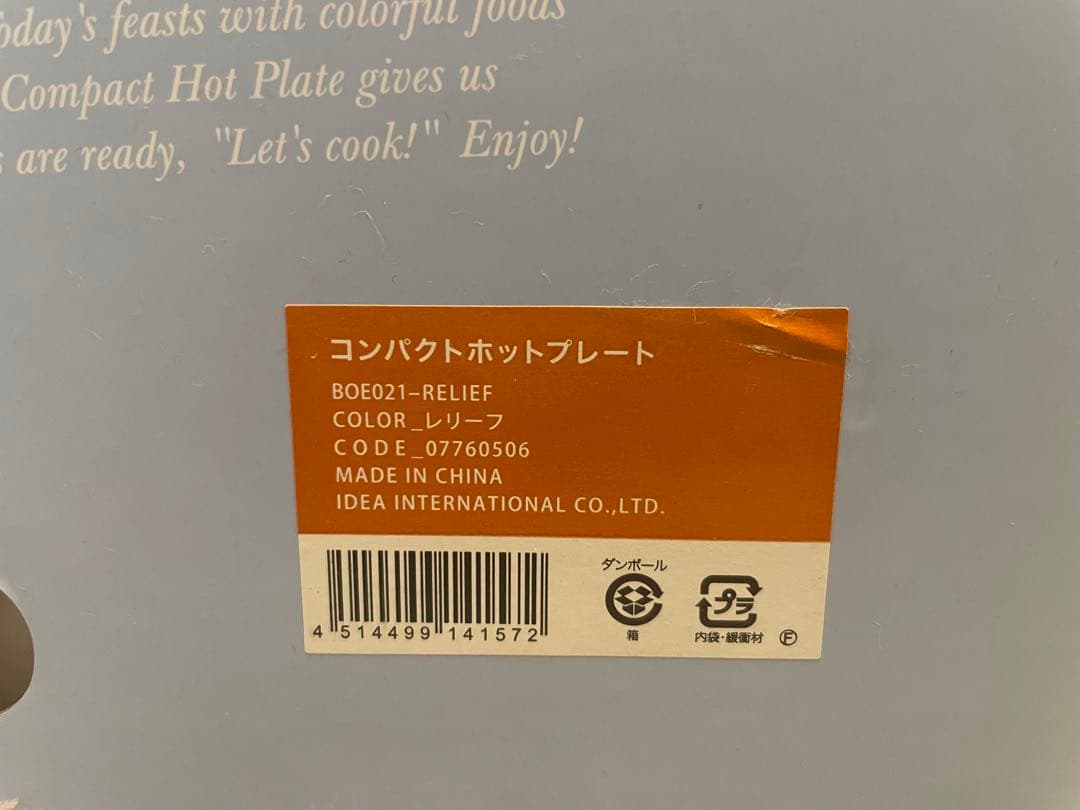 oday's feasts with colorful foods
Compact Hot Plate gives us
s are ready, "Let's cook!" Enjoy!
コンパクトホットプレート
BOE021-RELIEF
COLOR_レリーフ
CODE_07760506
MADE IN CHINA
IDEA INTERNATIONAL CO.,LTD.
4 514499 141572
ダンボール
箱
プラ
内袋・緩衝材 Ⓕ